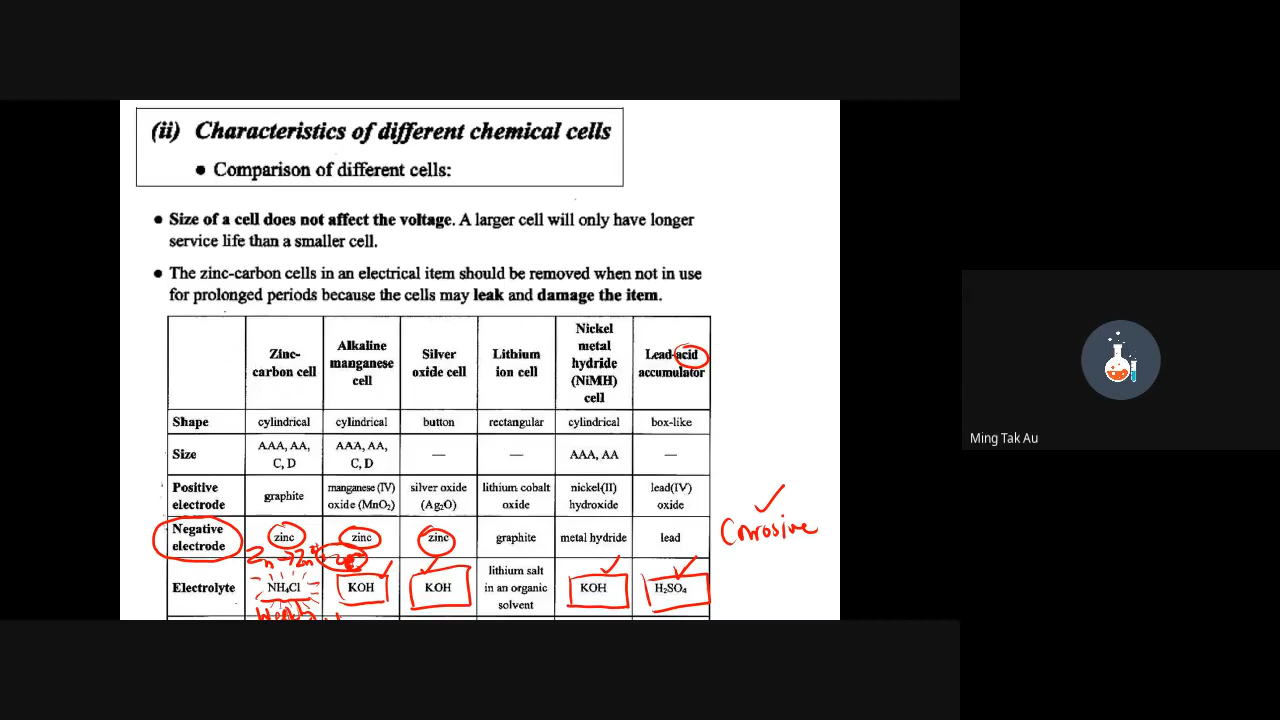 (ii) Characteristics of different chemical cells
● Comparison of different cells:
● Size of a cell does not affect the voltage. A larger cell will only have longer
service life than a smaller cell.
● The zinc-carbon cells in an electrical item should be removed when not in use
for prolonged periods because the cells may leak and damage the item.
Zinc-
carbon cell
Alkaline
manganese
cell
Silver
oxide cell
Lithium
ion cell
Nickel
metal
hydride
(NiMH)
cell
Lead-acid
accumulator
Shape cylindrical cylindrical button rectangular cylindrical box-like
Size
AAA, AA,
C, D
AAA, AA,
C, D
—
—
AAA, AA
—
Positive
electrode
graphite
manganese (IV)
oxide (MnO₂)
silver oxide
(Ag₂O)
lithium cobalt
oxide
nickel(II)
hydroxide
lead(IV)
oxide
Negative
electrode
zinc
zinc
zinc
graphite
metal hydride
lead
Corrosive
Electrolyte
NH₄Cl
KOH
KOH
lithium salt
in an organic
solvent
KOH
H₂SO₄
Ming Tak Au